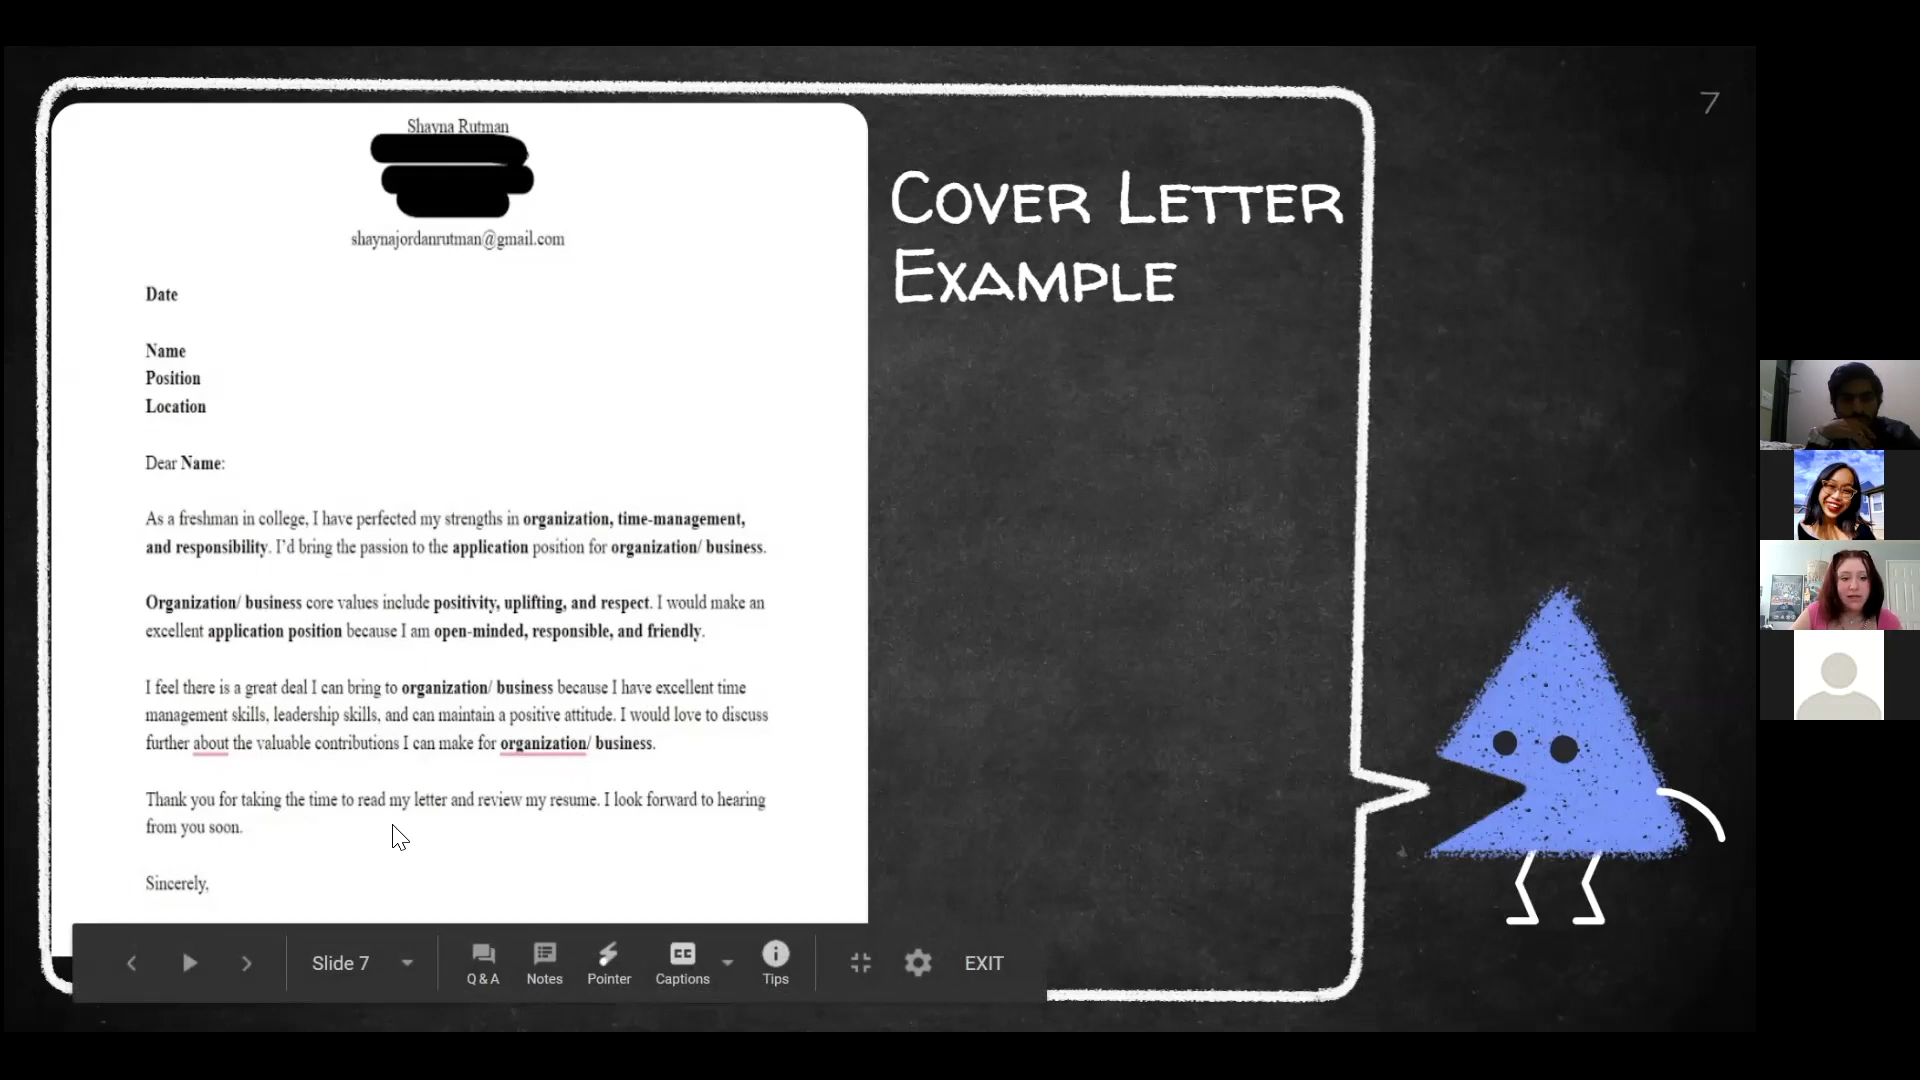 7
Shayna Rutman
shaynajordanrutman@gmail.com
Date
Name
Position
Location
Dear Name:
As a freshman in college, I have perfected my strengths in organization, time-management,
and responsibility. I'd bring the passion to the application position for organization/ business.
Organization/ business core values include positivity, uplifting, and respect. I would make an
excellent application position because I am open-minded, responsible, and friendly.
I feel there is a great deal I can bring to organization/ business because I have excellent time
management skills, leadership skills, and can maintain a positive attitude. I would love to discuss
further about the valuable contributions I can make for organization/ business.
Thank you for taking the time to read my letter and review my resume. I look forward to hearing
from you soon.
Sincerely,
Cover Letter
Example
Slide 7
Q & A
Notes
Pointer
CC
Captions
Tips
EXIT